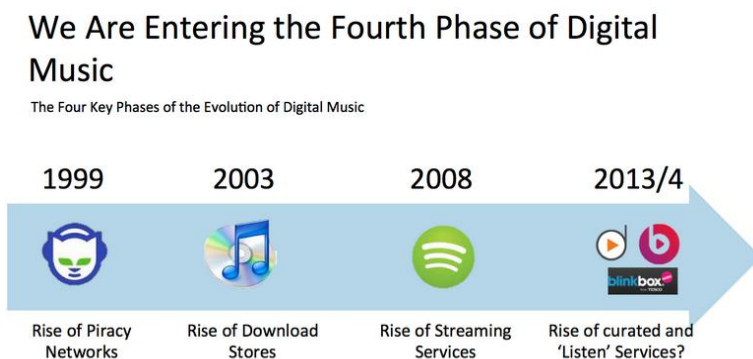 We Are Entering the Fourth Phase of Digital
Music
The Four Key Phases of the Evolution of Digital Music
1999 2003 2008 2013/4
blinkbox
Rise of Piracy Rise of Download Rise of Streaming Rise of curated and
Networks Stores Services ‘Listen’ Services?